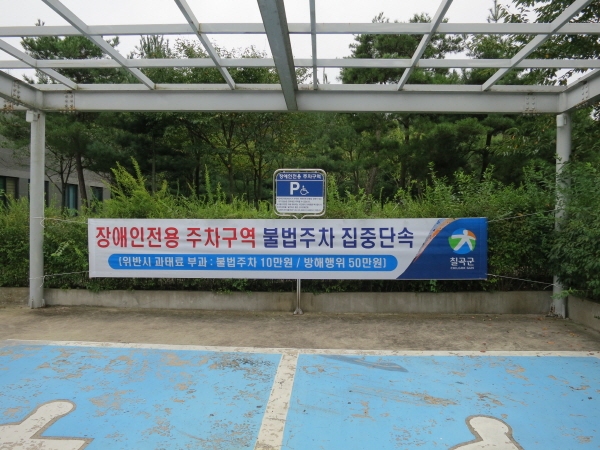 장애인전용 주차구역
P
장애인전용 주차구역 불법주차 집중단속
(위반시 과태료 부과 : 불법주차 10만원 / 방해행위 50만원)
칠곡군